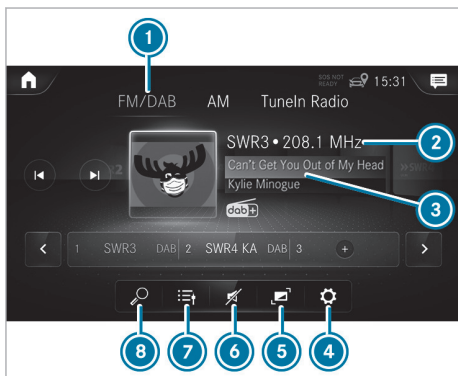 1
SOS NOT
READY
15:31
FM/DAB AM TuneIn Radio
SWR3 • 208.1 MHz
2
Can't Get You Out of My Head
Kylie Minogue
3
dab+
1 SWR3 DAB 2 SWR4 KA DAB 3 +
8
7
6
5
4